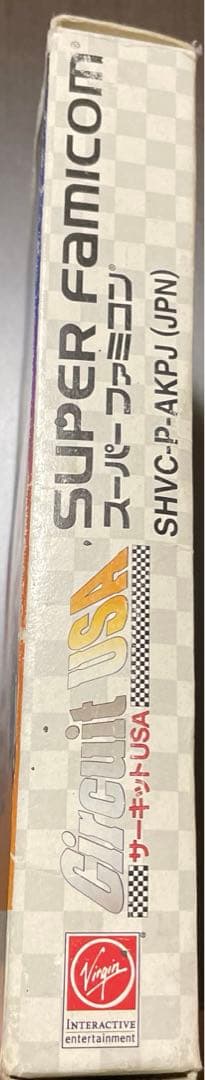 SUPER FAMICOM®
スーパーファミコン®
SHVC-P-AKPJ (JPN)
Circuit USA
サーキットUSA
Virgin®
INTERACTIVE
entertainment